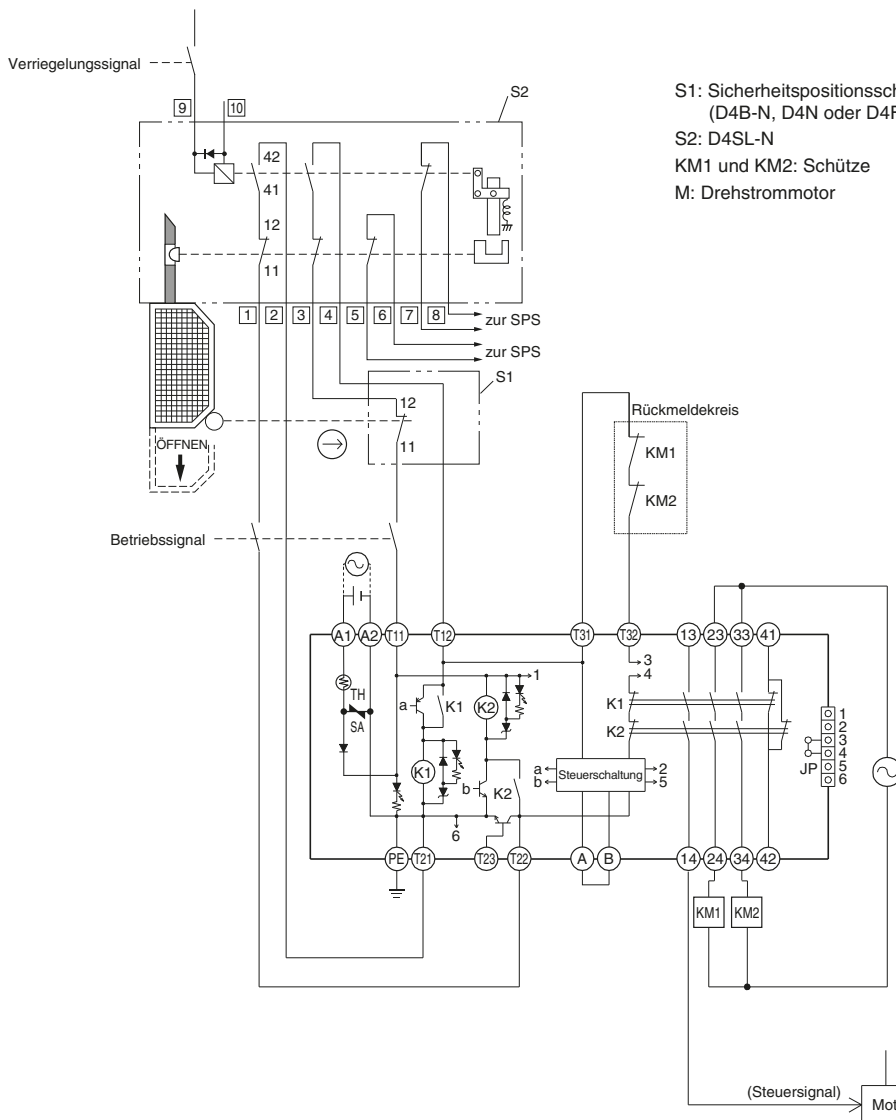 Verriegelungssignal
9 10
S2
S1: 
(D4B-N, D4N oder
S2: D4SL-N
KM1 und KM2: Schütze
M: Drehstrommotor
42
41
12
11
1 2 3 4 5 6 7 8
zur SPS
zur SPS
S1
12
11
ÖFFNEN
Rückmeldekreis
KM1
KM2
Betriebssignal
A1 A2 T11 T12 T31 T32 13 23 33 41
3
4
1
TH
SA
a K1
K2
K1
K2
K1
b K2
a
b
Steuerschaltung
2
5
6
JP
1
2
3
4
5
6
PE T21 T23 T22 A B 14 24 34 42
KM1 KM2
(Steuersignal)